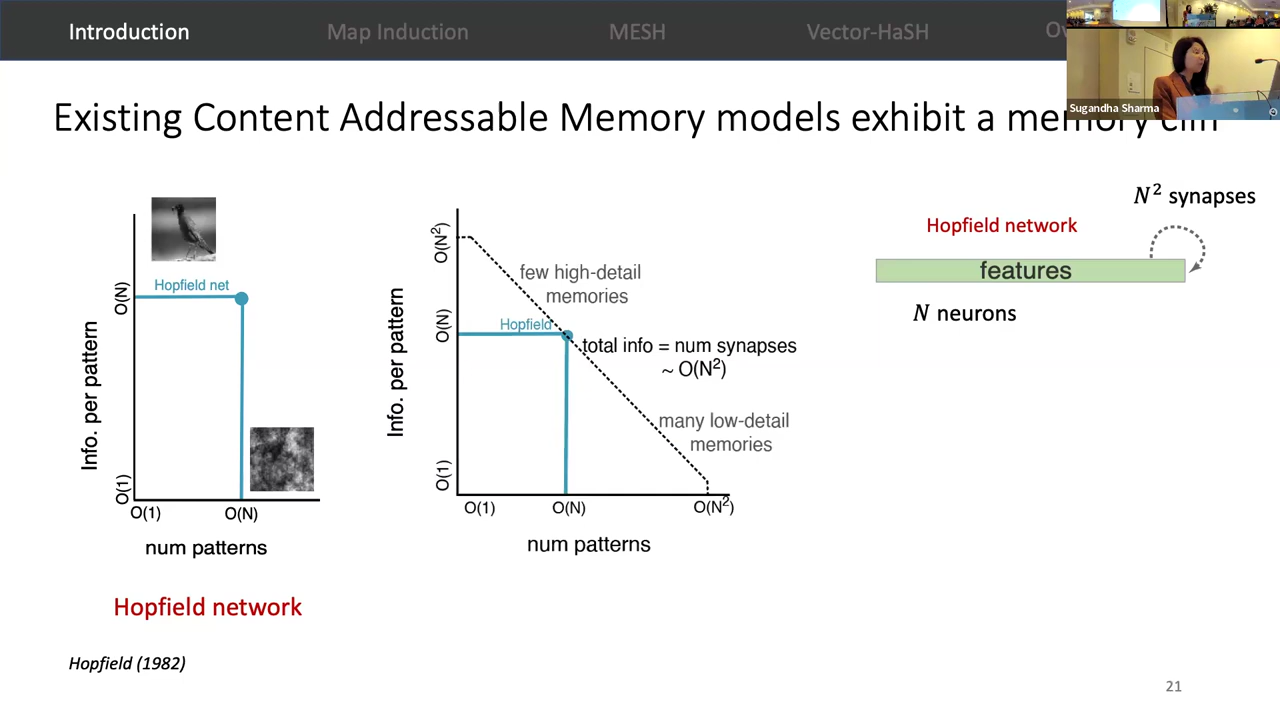 Introduction
Map Induction
MESH
Vector-HaSH
Sugandha Sharma
Existing Content Addressable Memory models exhibit a memory
Info. per pattern
O(N)
O(1)
Hopfield net
O(1)
O(N)
num patterns
Hopfield network
Hopfield (1982)
Info. per pattern
O(N²)
O(N)
O(1)
few high-detail
memories
Hopfield
total info = num synapses
~ O(N²)
many low-detail
memories
O(1)
O(N)
O(N²)
num patterns
N² synapses
Hopfield network
features
N neurons
21